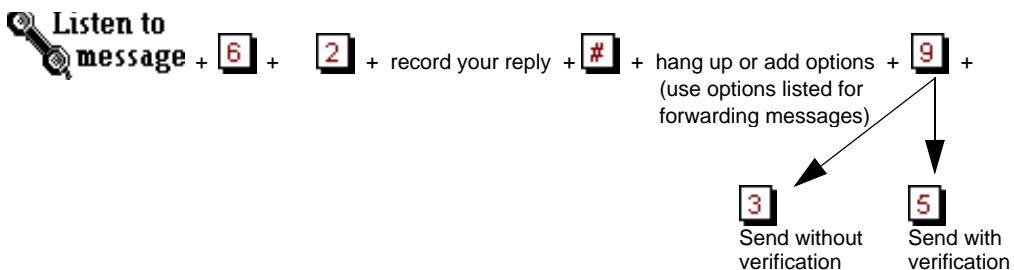 Listen to
message + 6 + 2 + record your reply + # + hang up or add options + 9 +
(use options listed for
forwarding messages)
3 5
Send without Send with
verification verification